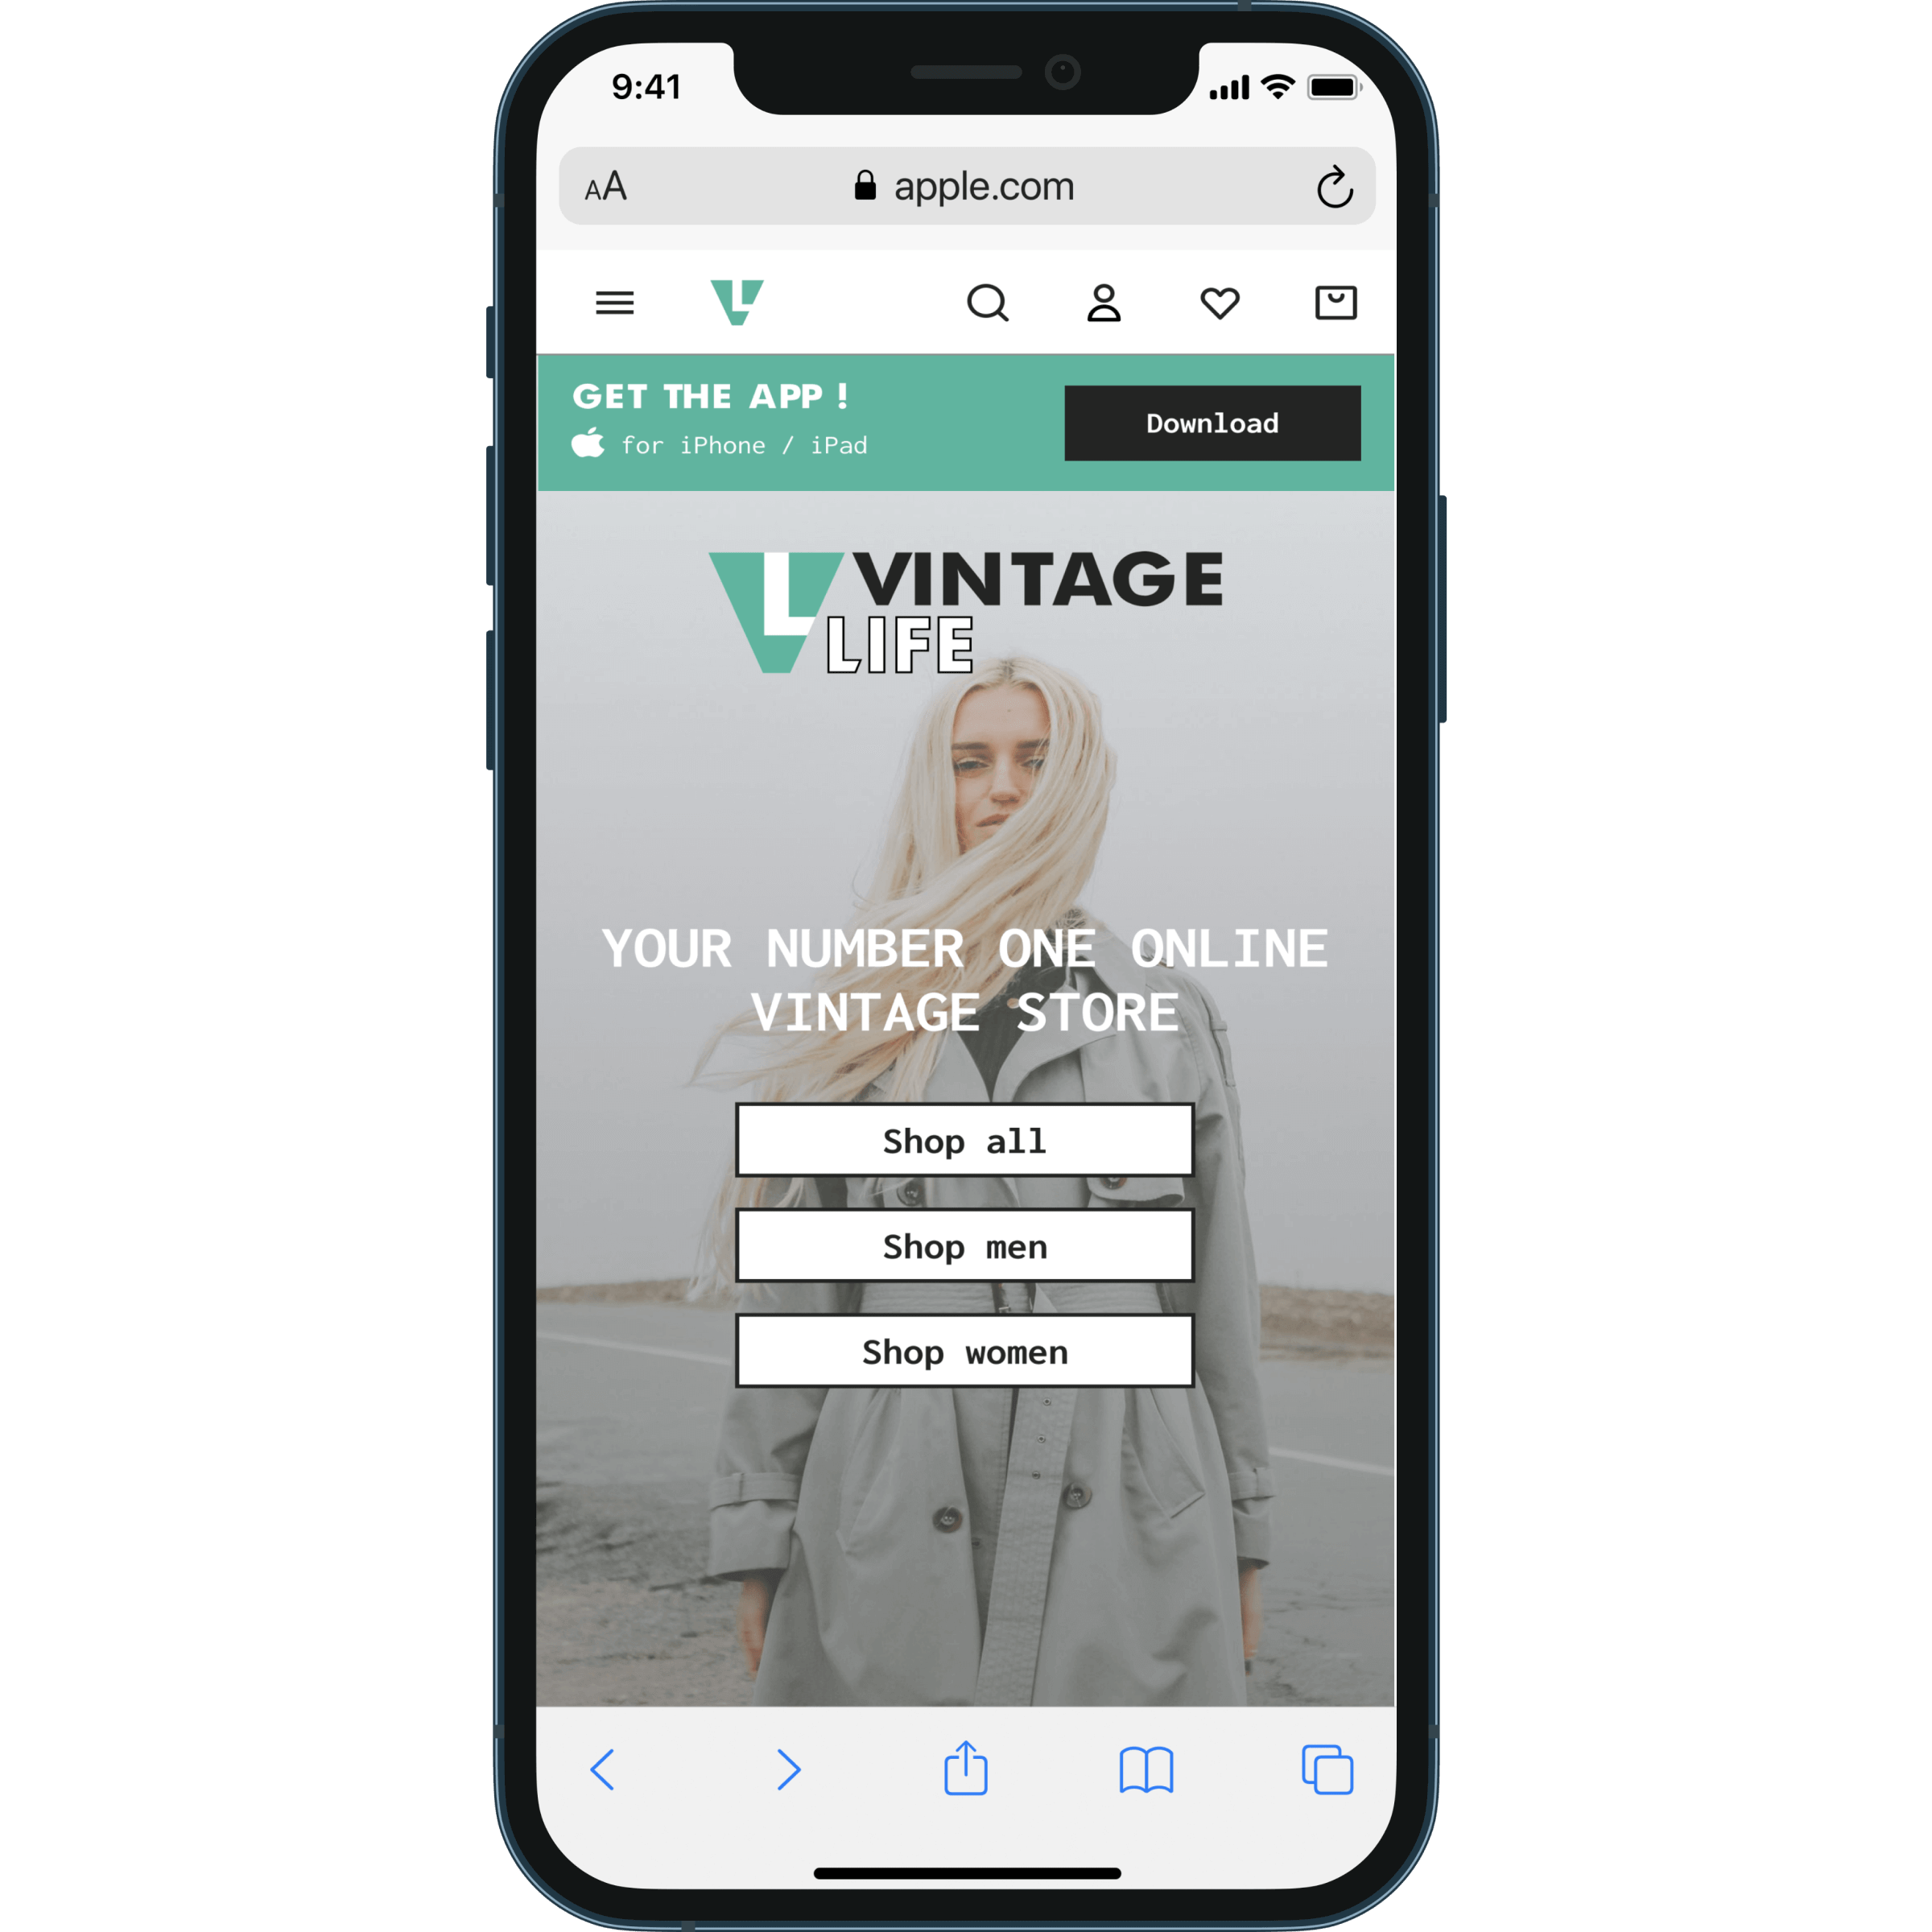 9:41
AA
apple.com
GET THE APP !
for iPhone / iPad
Download
VL VINTAGE
LIFE
YOUR NUMBER ONE ONLINE
VINTAGE STORE
Shop all
Shop men
Shop women